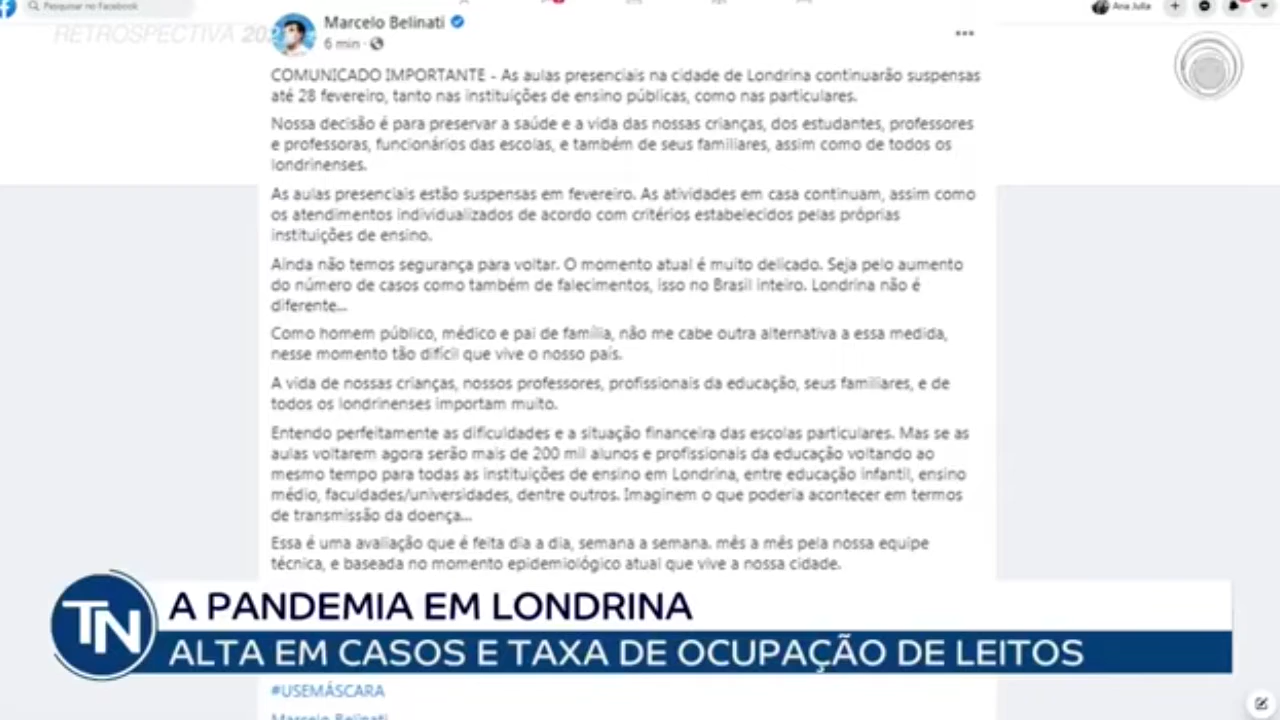 Pesquisar no Facebook
Ana Julia
RETROSPECTIVA 202
Marcelo Belinati
6 min ·
COMUNICADO IMPORTANTE - As aulas presenciais na cidade de Londrina continuarão suspensas
até 28 fevereiro, tanto nas instituições de ensino públicas, como nas particulares.
Nossa decisão é para preservar a saúde e a vida das nossas crianças, dos estudantes, professores
e professoras, funcionários das escolas, e também de seus familiares, assim como de todos os
londrinenses.
As aulas presenciais estão suspensas em fevereiro. As atividades em casa continuam, assim como
os atendimentos individualizados de acordo com critérios estabelecidos pelas próprias
instituições de ensino.
Ainda não temos segurança para voltar. O momento atual é muito delicado. Seja pelo aumento
do número de casos como também de falecimentos, isso no Brasil inteiro. Londrina não é
diferente...
Como homem público, médico e pai de família, não me cabe outra alternativa a essa medida,
nesse momento tão difícil que vive o nosso país.
A vida de nossas crianças, nossos professores, profissionais da educação, seus familiares, e de
todos os londrinenses importam muito.
Entendo perfeitamente as dificuldades e a situação financeira das escolas particulares. Mas se as
aulas voltarem agora serão mais de 200 mil alunos e profissionais da educação voltando ao
mesmo tempo para todas as instituições de ensino em Londrina, entre educação infantil, ensino
médio, faculdades/universidades, dentre outros. Imaginem o que poderia acontecer em termos
de transmissão da doença...
Essa é uma avaliação que é feita dia a dia, semana a semana. mês a mês pela nossa equipe
técnica, e baseada no momento epidemiológico atual que vive a nossa cidade.
TN
A PANDEMIA EM LONDRINA
ALTA EM CASOS E TAXA DE OCUPAÇÃO DE LEITOS
#USEMÁSCARA
Marcelo Belinati